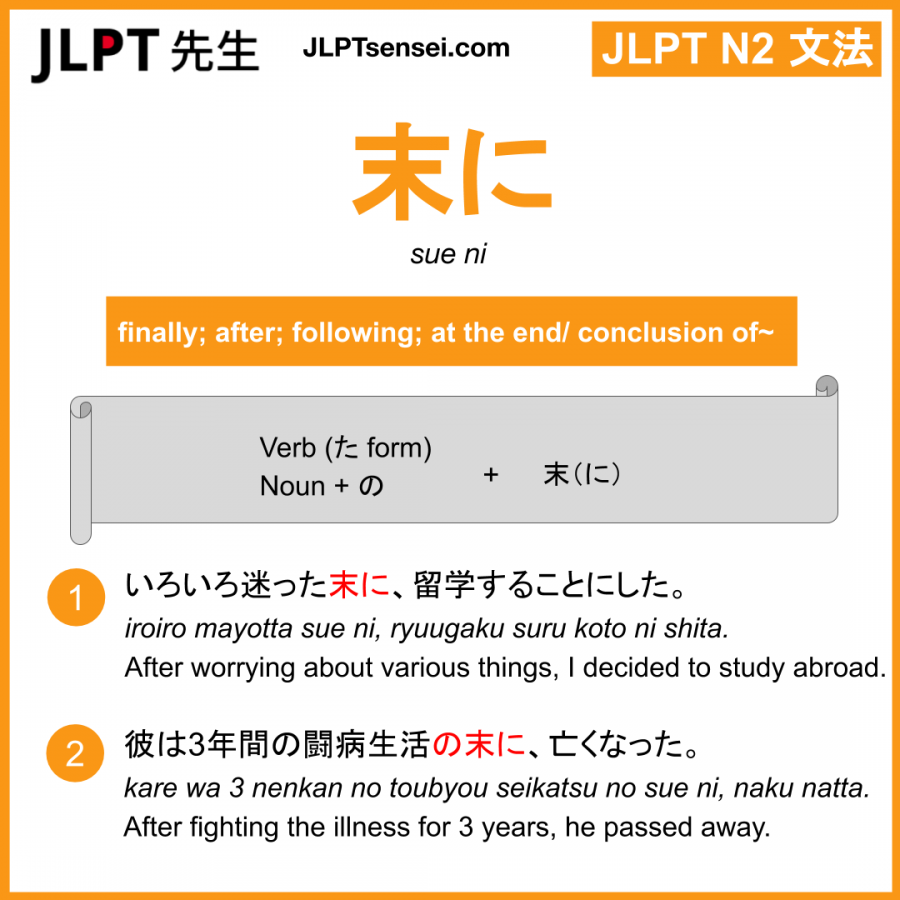 JLPT 先生
JLPTsensei.com
JLPT N2 文法
末に
sue ni
finally; after; following; at the end/ conclusion of~
Verb (た form)
Noun + の
+
末（に）
1
いろいろ迷った末に、留学することにした。
iroiro mayotta sue ni, ryuugaku suru koto ni shita.
After worrying about various things, I decided to study abroad.
2
彼は3年間の闘病生活の末に、亡くなった。
kare wa 3 nenkan no toubyou seikatsu no sue ni, naku natta.
After fighting the illness for 3 years, he passed away.